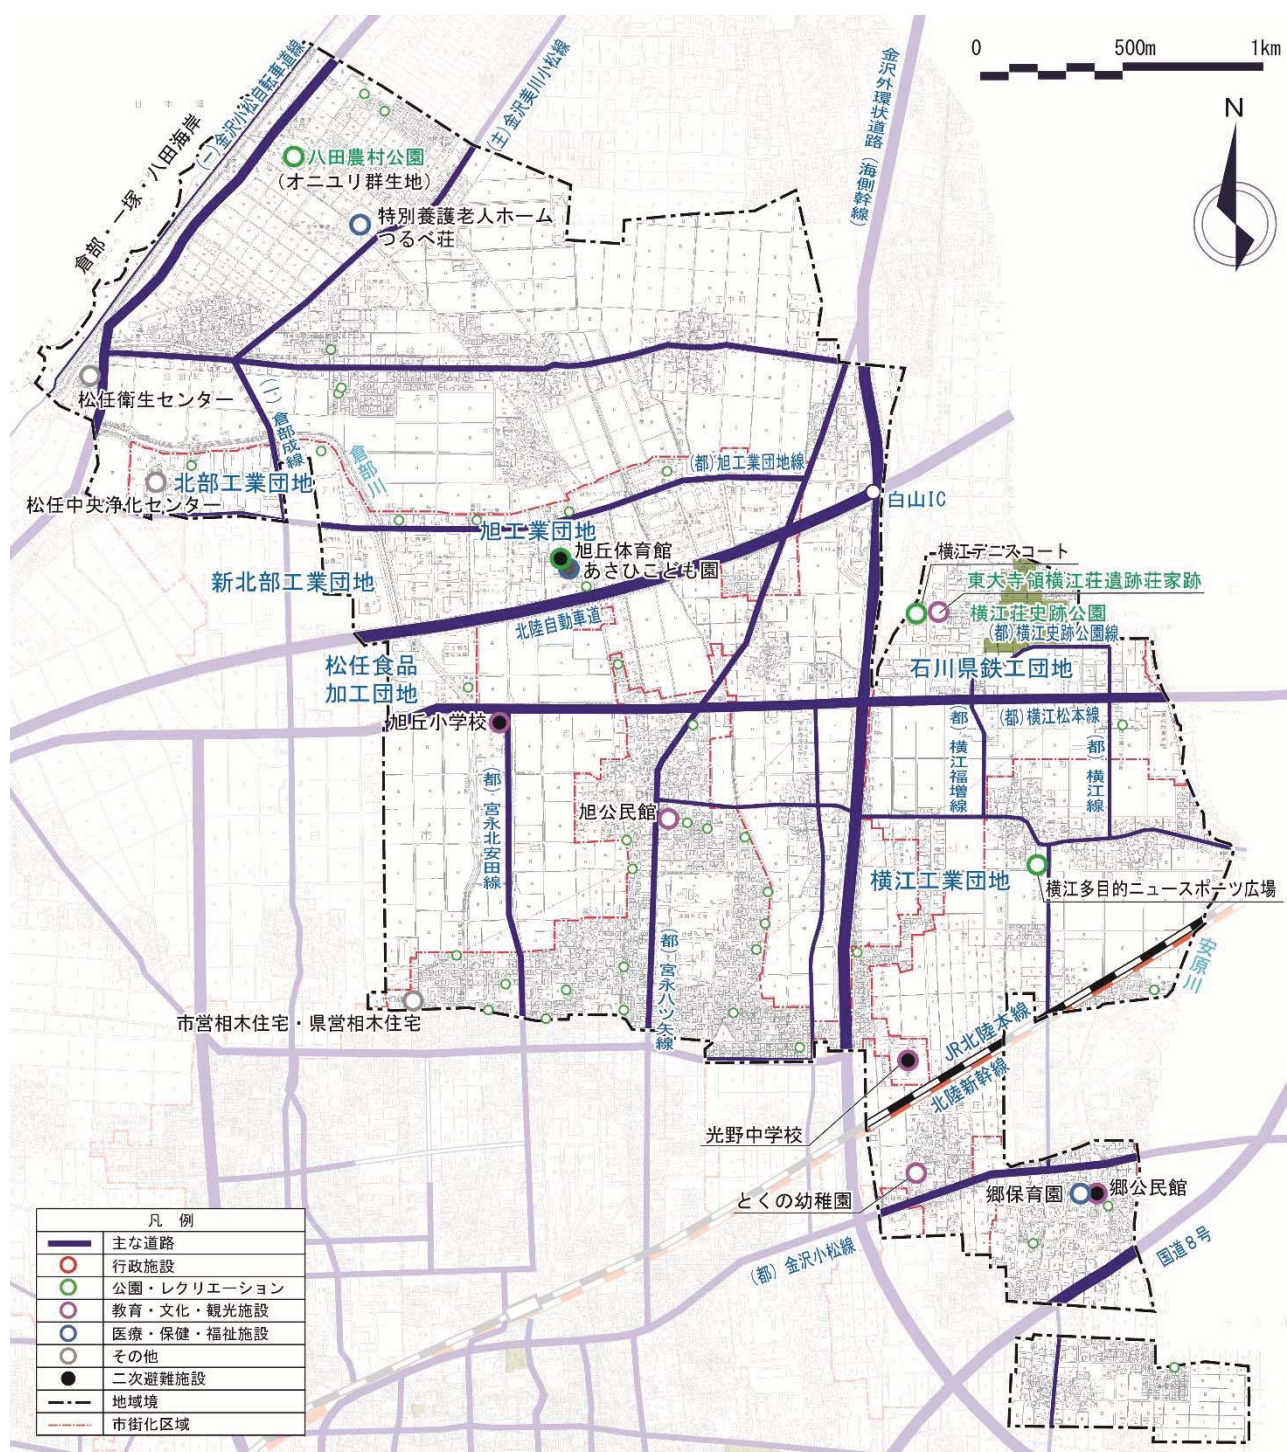 0 500m 1km
N
倉部・一塚・八田海岸
(一)金沢小松自転車道線
(主)金沢美川小松線
金沢外環状道路(海側幹線)
八田農村公園
(オニユリ群生地)
特別養護老人ホーム
つるべ荘
松任衛生センター
(一)倉部成線
倉部川
(都)旭工業団地線
北部工業団地
松任中央浄化センター
白山IC
旭工業団地
旭丘体育館
あさひこども園
新北部工業団地
北陸自動車道
横江テニスコート
東大寺領横江荘遺跡荘家跡
横江荘史跡公園
(都)横江史跡公園線
松任食品
加工団地
石川県鉄工団地
旭丘小学校
(都)横江松本線
(都)横江福増線
(都)横江線
(都)宮永北安田線
旭公民館
横江工業団地
横江多目的ニュースポーツ広場
(都)宮永八ツ矢線
安原川
市営相木住宅・県営相木住宅
JR北陸本線
北陸新幹線
光野中学校
とくの幼稚園
郷保育園
郷公民館
(都)金沢小松線
国道8号
凡 例
主な道路
行政施設
公園・レクリエーション
教育・文化・観光施設
医療・保健・福祉施設
その他
二次避難施設
地域境
市街化区域